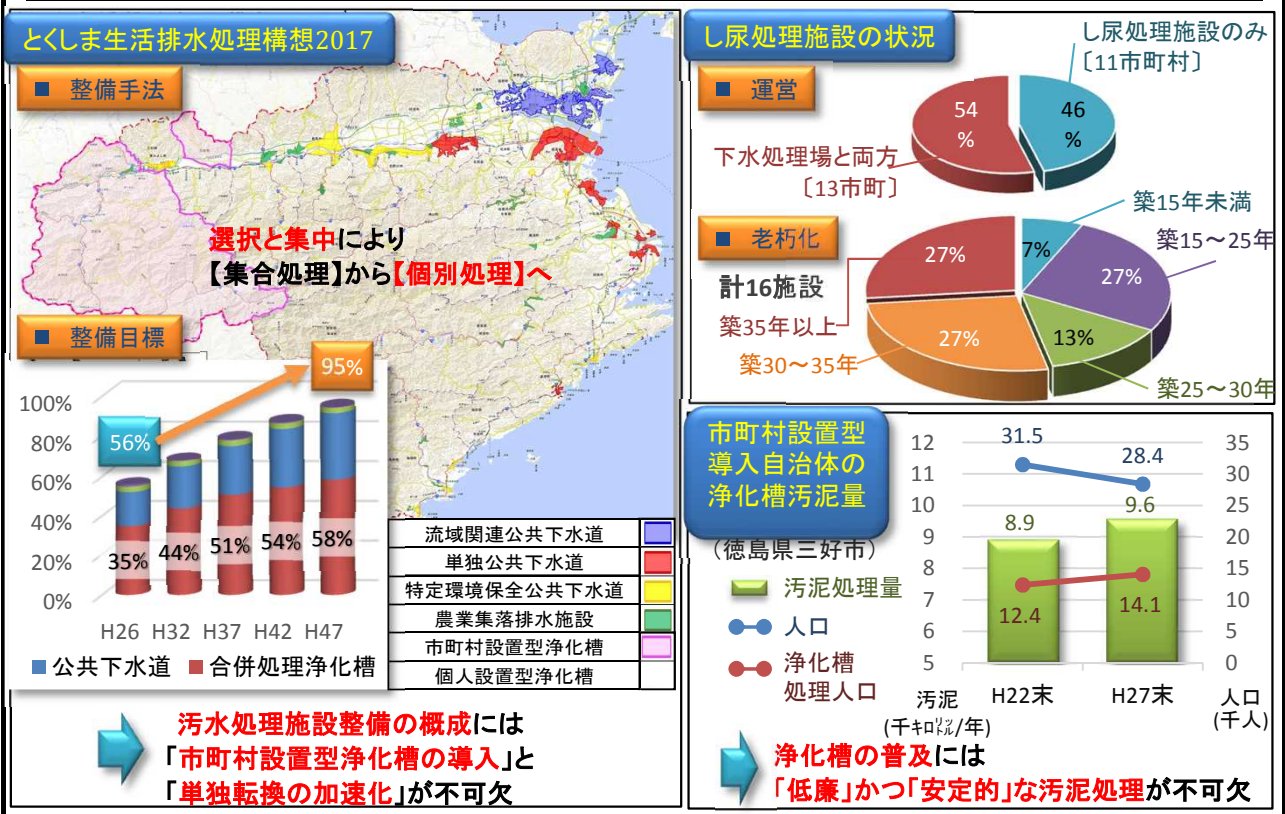 とくしま生活排水処理構想2017
■ 整備手法
選択と集中により
【集合処理】から【個別処理】へ
■ 整備目標
95%
56%
100%
80%
60%
40%
20%
0%
35%
44%
51%
54%
58%
H26
H32
H37
H42
H47
■公共下水道 ■合併処理浄化槽
流域関連公共下水道
単独公共下水道
特定環境保全公共下水道
農業集落排水施設
市町村設置型浄化槽
個人設置型浄化槽
汚水処理施設整備の概成には
「市町村設置型浄化槽の導入」と
「単独転換の加速化」が不可欠
し尿処理施設の状況
■ 運営
し尿処理施設のみ
〔11市町村〕
54
%
46
%
下水処理場と両方
〔13市町〕
■ 老朽化
計16施設
築15年未満
築15～25年
築25～30年
築30～35年
築35年以上
7%
27%
13%
27%
27%
市町村設置型
導入自治体の
浄化槽汚泥量
（徳島県三好市）
汚泥処理量
人口
浄化槽
処理人口
12
11
10
9
8
7
6
5
31.5
28.4
8.9
9.6
12.4
14.1
35
30
25
20
15
10
5
0
H22末
H27末
汚泥
(千キロリットル/年)
人口
(千人)
浄化槽の普及には
「低廉」かつ「安定的」な汚泥処理が不可欠